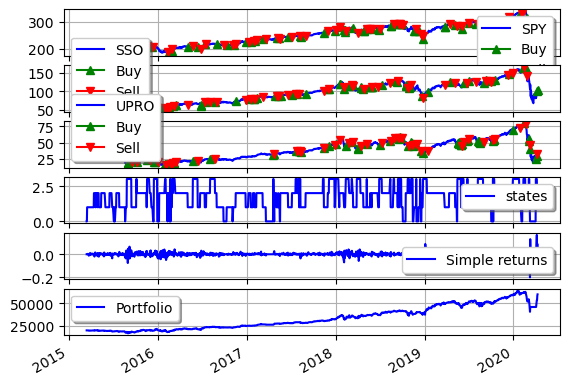 300
200
SPY
Buy
SSO
Buy
Sell
150
100
50
UPRO
Buy
Sell
75
50
25
2.5
0.0
states
0.0
−0.2
Simple returns
50000
25000
Portfolio
2015
2016
2017
2018
2019
2020